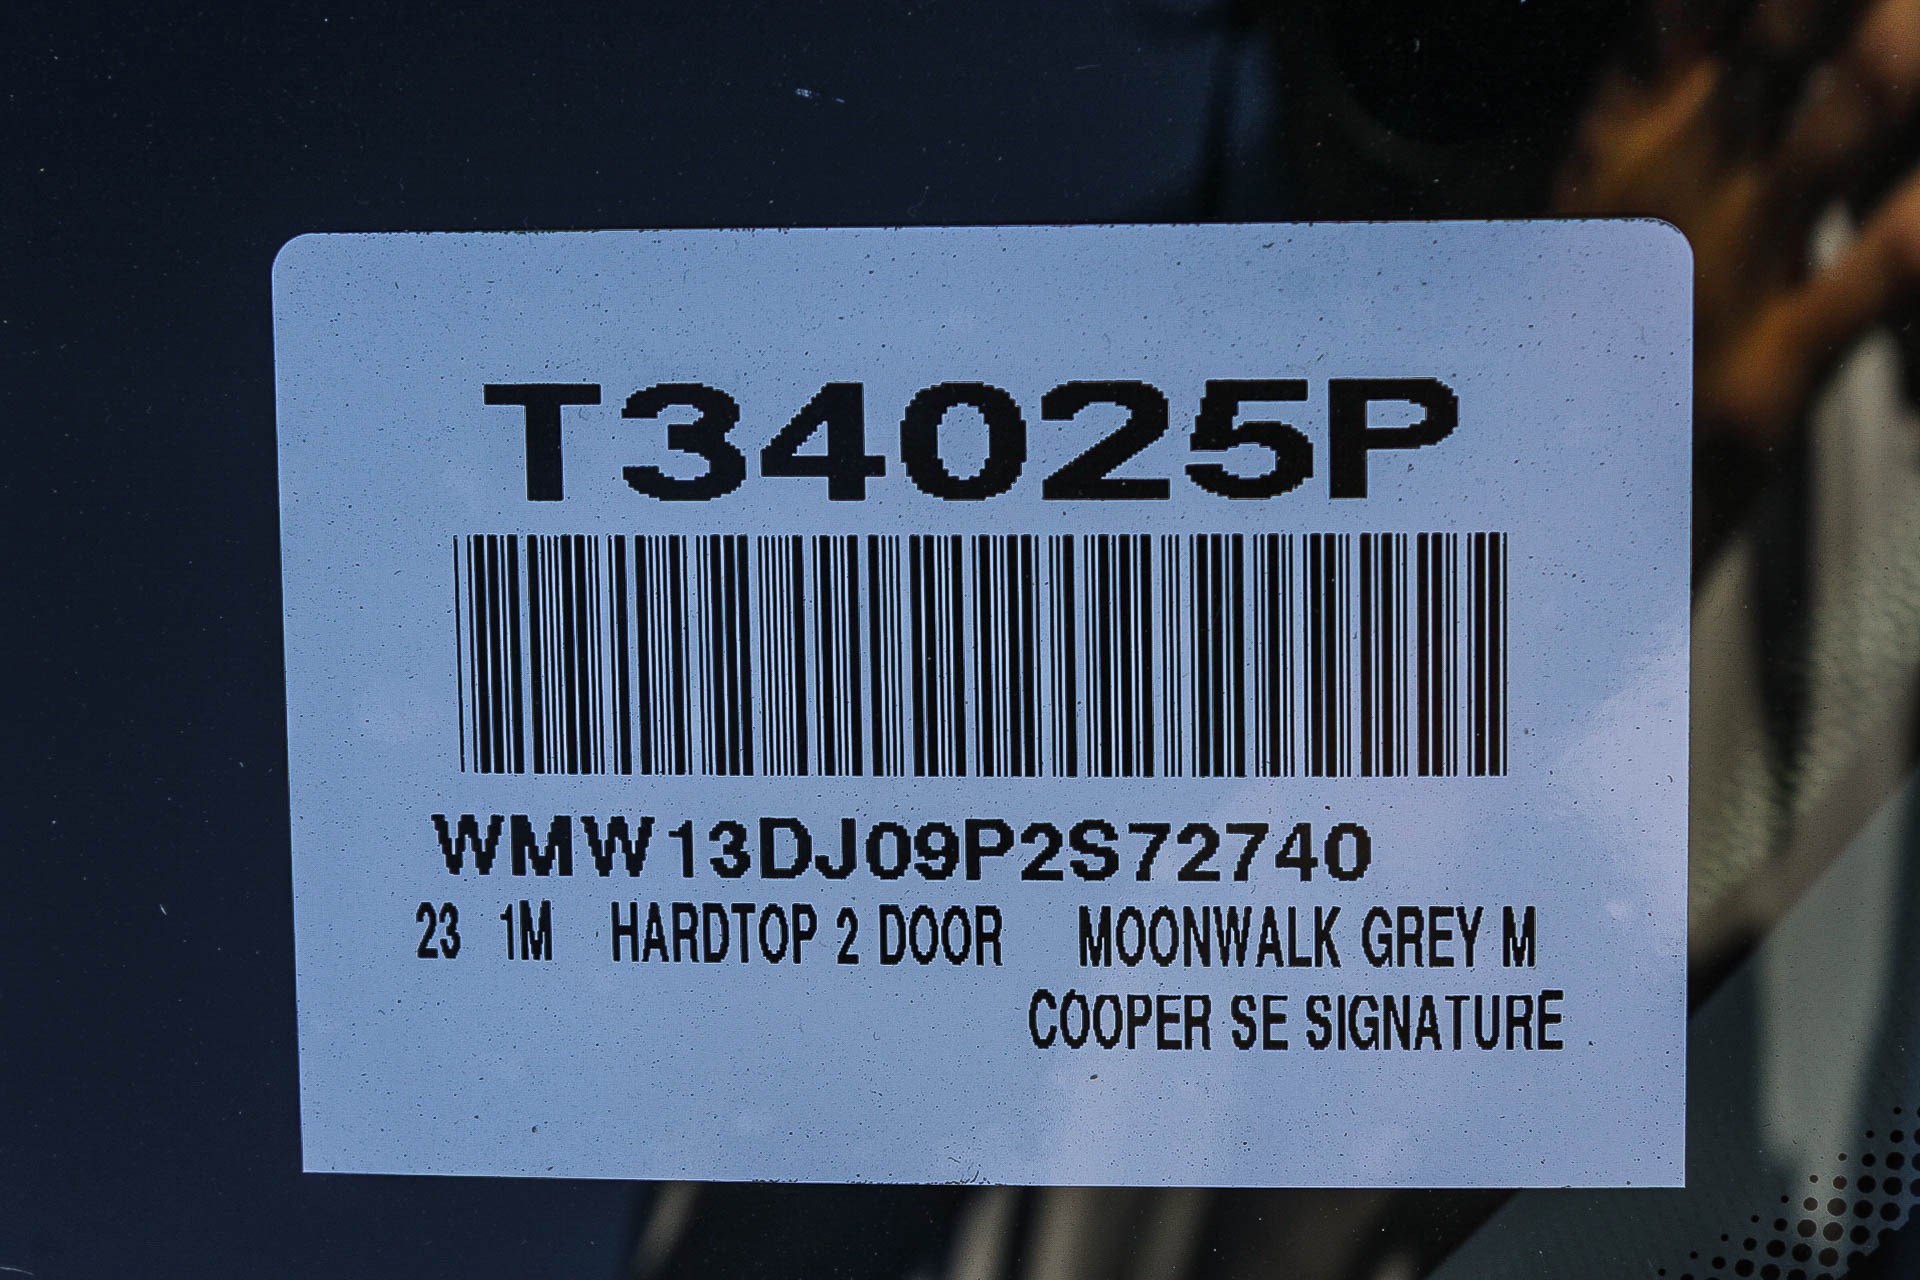 T34025P
WMW13DJ09P2S72740
23 1M HARDTOP 2 DOOR MOONWALK GREY M
COOPER SE SIGNATURE